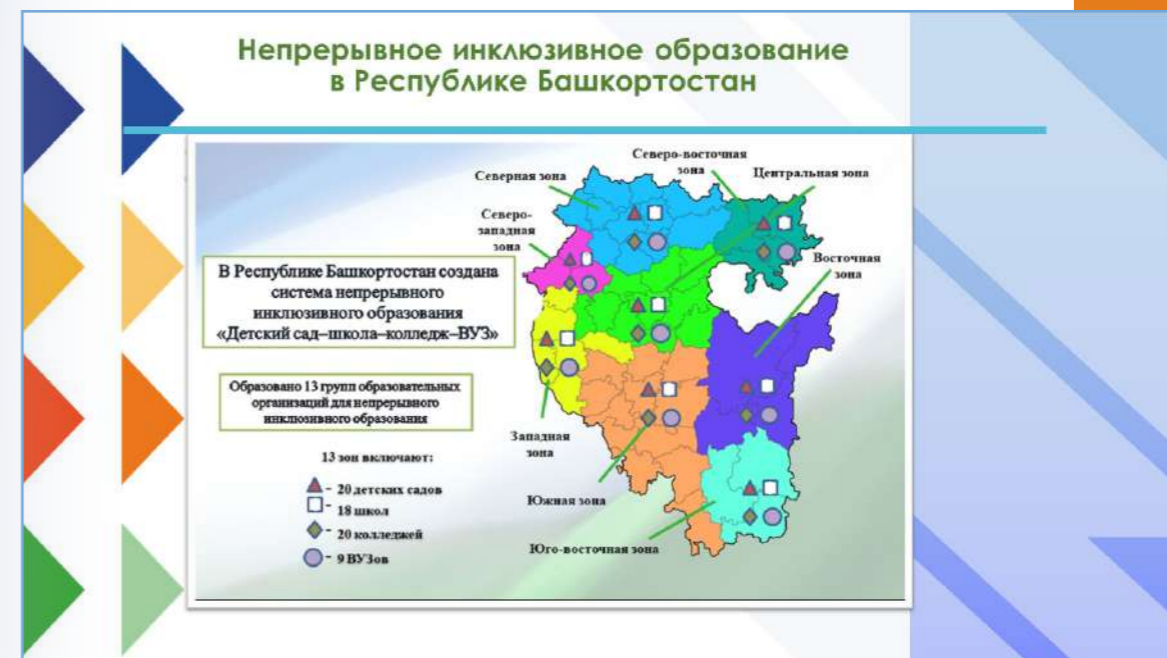 Непрерывное инклюзивное образование
в Республике Башкортостан
Северо-восточная
зона
Северная зона
Центральная зона
Северо-
западная
зона
Восточная
зона
В Республике Башкортостан создана
система непрерывного
инклюзивного образования
«Детский сад–школа–колледж–ВУЗ»
Образовано 13 групп образовательных
организаций для непрерывного
инклюзивного образования
Западная
зона
13 зон включают:
- 20 детских садов
- 18 школ
- 20 колледжей
- 9 ВУЗов
Южная зона
Юго-восточная зона